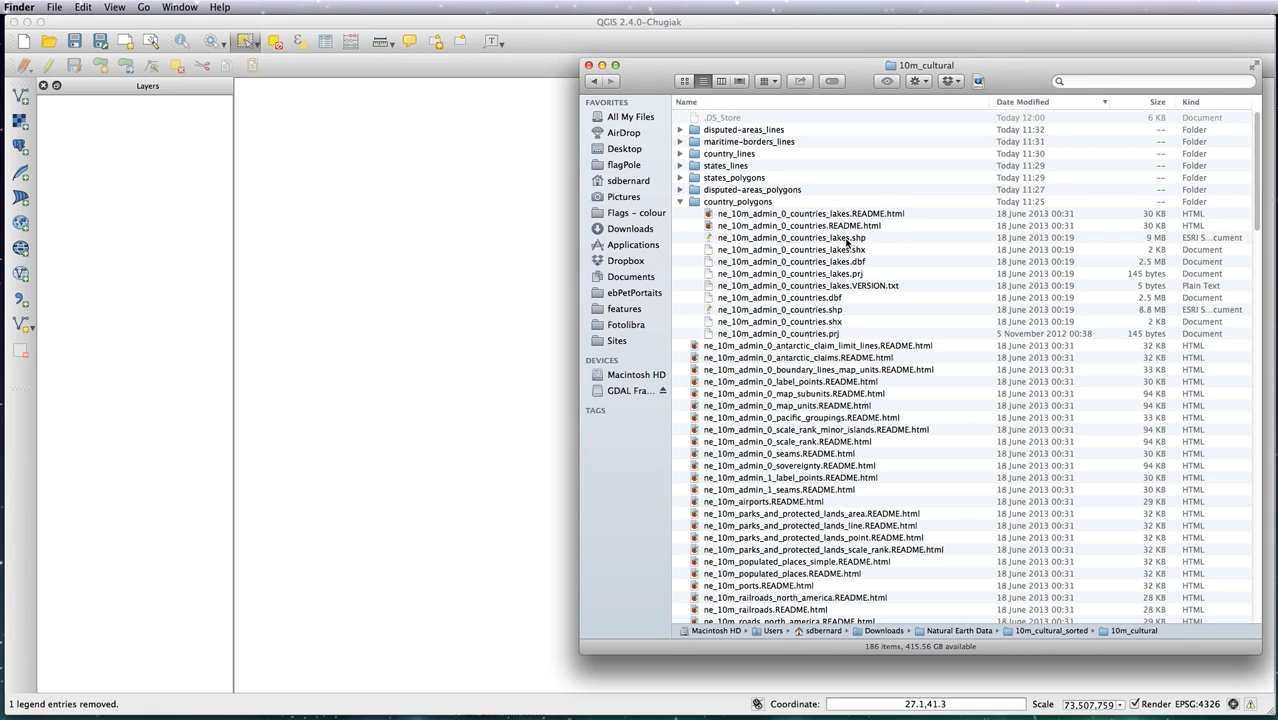 Finder File Edit View Go Window Help
QGIS 2.4.0-Chugiak
Layers
10m_cultural
FAVORITES
All My Files
AirDrop
Desktop
flagPole
sdbernard
Pictures
Flags - colour
Downloads
Applications
Dropbox
Documents
ebPetPortaits
features
Fotolibra
Sites
DEVICES
Macintosh HD
GDAL Fra...
TAGS
Name Date Modified Size Kind
.DS_Store Today 12:00 6 KB Document
disputed-areas_lines Today 11:32 -- Folder
maritime-borders_lines Today 11:31 -- Folder
country_lines Today 11:30 -- Folder
states_lines Today 11:29 -- Folder
states_polygons Today 11:29 -- Folder
disputed-areas_polygons Today 11:27 -- Folder
country_polygons Today 11:25 -- Folder
ne_10m_admin_0_countries_lakes.README.html 18 June 2013 00:31 30 KB HTML
ne_10m_admin_0_countries.README.html 18 June 2013 00:31 30 KB HTML
ne_10m_admin_0_countries_lakes.shp 18 June 2013 00:19 9 MB ESRI S...cument
ne_10m_admin_0_countries_lakes.shx 18 June 2013 00:19 2 KB Document
ne_10m_admin_0_countries_lakes.dbf 18 June 2013 00:19 2.5 MB Document
ne_10m_admin_0_countries_lakes.prj 18 June 2013 00:19 145 bytes Document
ne_10m_admin_0_countries_lakes.VERSION.txt 18 June 2013 00:19 5 bytes Plain Text
ne_10m_admin_0_countries.dbf 18 June 2013 00:19 2.5 MB Document
ne_10m_admin_0_countries.shp 18 June 2013 00:19 8.8 MB ESRI S...cument
ne_10m_admin_0_countries.shx 18 June 2013 00:19 2 KB Document
ne_10m_admin_0_countries.prj 5 November 2012 00:38 145 bytes Document
ne_10m_admin_0_antarctic_claim_limit_lines.README.html 18 June 2013 00:31 32 KB HTML
ne_10m_admin_0_antarctic_claims.README.html 18 June 2013 00:31 32 KB HTML
ne_10m_admin_0_boundary_lines_map_units.README.html 18 June 2013 00:31 33 KB HTML
ne_10m_admin_0_label_points.README.html 18 June 2013 00:31 30 KB HTML
ne_10m_admin_0_map_subunits.README.html 18 June 2013 00:31 94 KB HTML
ne_10m_admin_0_map_units.README.html 18 June 2013 00:31 94 KB HTML
ne_10m_admin_0_pacific_groupings.README.html 18 June 2013 00:31 33 KB HTML
ne_10m_admin_0_scale_rank_minor_islands.README.html 18 June 2013 00:31 94 KB HTML
ne_10m_admin_0_scale_rank.README.html 18 June 2013 00:31 94 KB HTML
ne_10m_admin_0_seams.README.html 18 June 2013 00:31 30 KB HTML
ne_10m_admin_0_sovereignty.README.html 18 June 2013 00:31 94 KB HTML
ne_10m_admin_1_label_points.README.html 18 June 2013 00:31 30 KB HTML
ne_10m_admin_1_seams.README.html 18 June 2013 00:31 30 KB HTML
ne_10m_airports.README.html 18 June 2013 00:31 29 KB HTML
ne_10m_parks_and_protected_lands_area.README.html 18 June 2013 00:31 32 KB HTML
ne_10m_parks_and_protected_lands_line.README.html 18 June 2013 00:31 32 KB HTML
ne_10m_parks_and_protected_lands_point.README.html 18 June 2013 00:31 32 KB HTML
ne_10m_parks_and_protected_lands_scale_rank.README.html 18 June 2013 00:31 32 KB HTML
ne_10m_populated_places_simple.README.html 18 June 2013 00:31 32 KB HTML
ne_10m_populated_places.README.html 18 June 2013 00:31 32 KB HTML
ne_10m_ports.README.html 18 June 2013 00:31 32 KB HTML
ne_10m_railroads_north_america.README.html 18 June 2013 00:31 28 KB HTML
ne_10m_railroads.README.html 18 June 2013 00:31 28 KB HTML
ne_10m_roads_north_america.README.html 18 June 2013 00:31 32 KB HTML
Macintosh HD Users sdbernard Downloads Natural Earth Data 10m_cultural_sorted 10m_cultural
186 items, 415.56 GB available
1 legend entries removed. Coordinate: 27.1,41.3 Scale 73,507,759 Render EPSG:4326